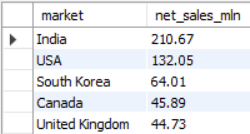 market net_sales_mln
India 210.67
USA 132.05
South Korea 64.01
Canada 45.89
United Kingdom 44.73